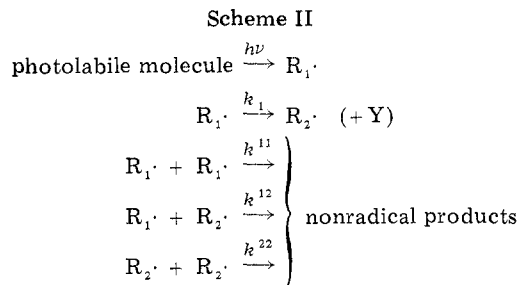 Scheme II
hν
photolabile molecule ⟶ R₁·
R₁· ⟶ᵏ₁ R₂· (+ Y)
R₁· + R₁· ⟶ k¹¹
R₁· + R₂· ⟶ k¹² nonradical products
R₂· + R₂· ⟶ k²²